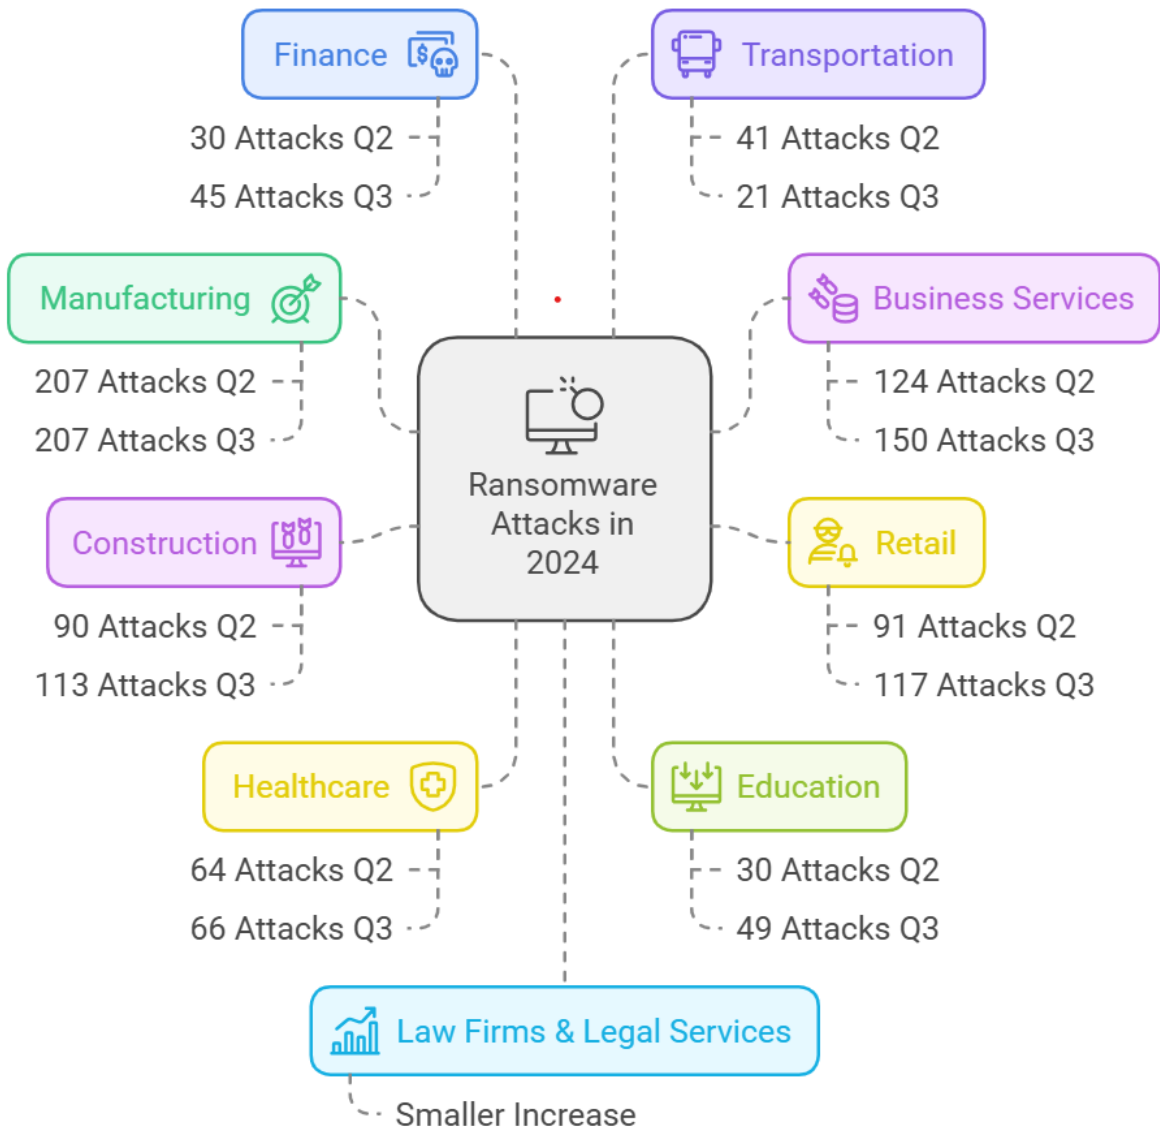 Finance
30 Attacks Q2
45 Attacks Q3
Transportation
41 Attacks Q2
21 Attacks Q3
Manufacturing
207 Attacks Q2
207 Attacks Q3
Business Services
124 Attacks Q2
150 Attacks Q3
Ransomware
Attacks in
2024
Construction
90 Attacks Q2
113 Attacks Q3
Retail
91 Attacks Q2
117 Attacks Q3
Healthcare
64 Attacks Q2
66 Attacks Q3
Education
30 Attacks Q2
49 Attacks Q3
Law Firms & Legal Services
Smaller Increase